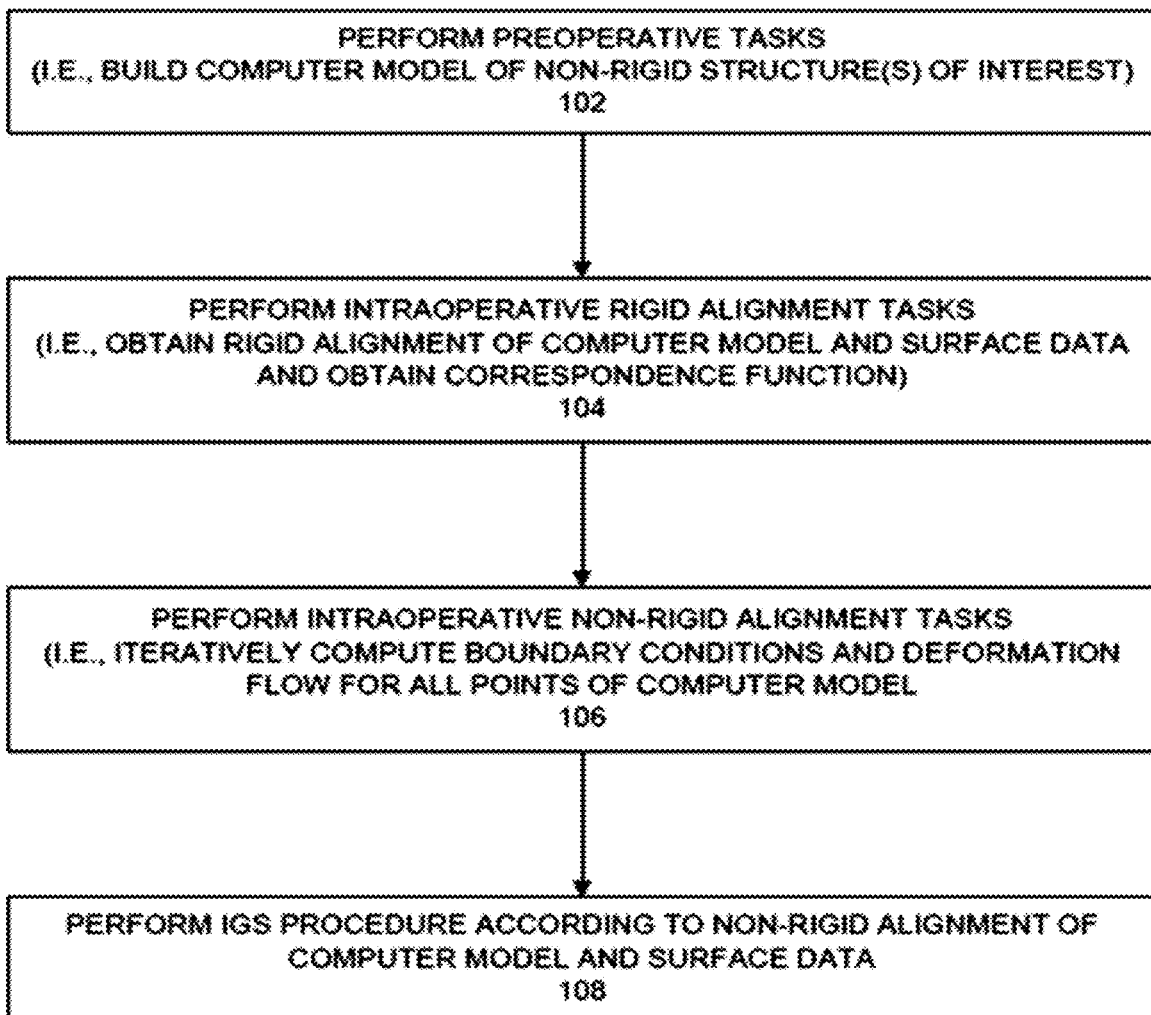 PERFORM PREOPERATIVE TASKS
(I.E., BUILD COMPUTER MODEL OF NON-RIGID STRUCTURE(S) OF INTEREST)
102
PERFORM INTRAOPERATIVE RIGID ALIGNMENT TASKS
(I.E., OBTAIN RIGID ALIGNMENT OF COMPUTER MODEL AND SURFACE DATA
AND OBTAIN CORRESPONDENCE FUNCTION)
104
PERFORM INTRAOPERATIVE NON-RIGID ALIGNMENT TASKS
(I.E., ITERATIVELY COMPUTE BOUNDARY CONDITIONS AND DEFORMATION
FLOW FOR ALL POINTS OF COMPUTER MODEL
106
PERFORM IGS PROCEDURE ACCORDING TO NON-RIGID ALIGNMENT OF
COMPUTER MODEL AND SURFACE DATA
108